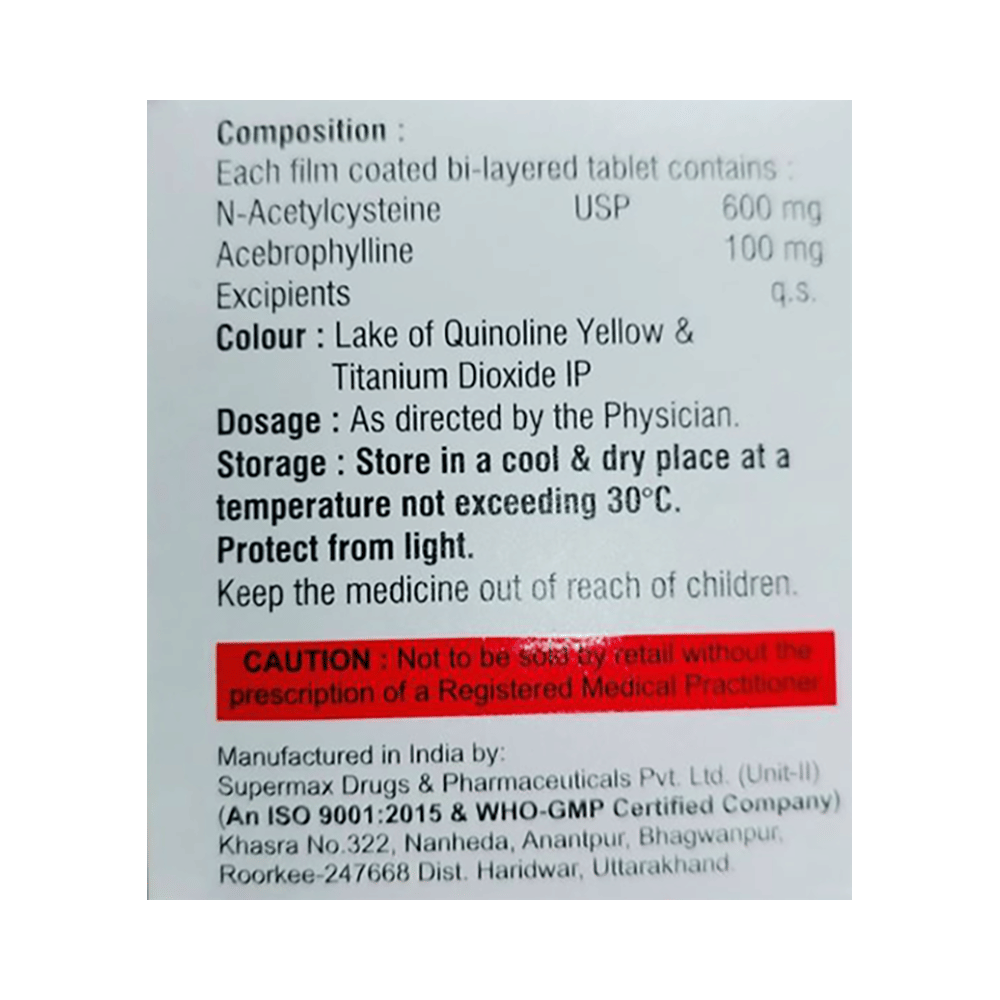 Composition :
Each film coated bi-layered tablet contains :
N-Acetylcysteine USP 600 mg
Acebrophylline 100 mg
Excipients q.s.
Colour : Lake of Quinoline Yellow &
Titanium Dioxide IP
Dosage : As directed by the Physician.
Storage : Store in a cool & dry place at a
temperature not exceeding 30°C.
Protect from light.
Keep the medicine out of reach of children.
CAUTION : Not to be sold by retail without the
prescription of a Registered Medical Practitioner
Manufactured in India by:
Supermax Drugs & Pharmaceuticals Pvt. Ltd. (Unit-II)
(An ISO 9001:2015 & WHO-GMP Certified Company)
Khasra No.322, Nanheda, Anantpur, Bhagwanpur,
Roorkee-247668 Dist. Haridwar, Uttarakhand.